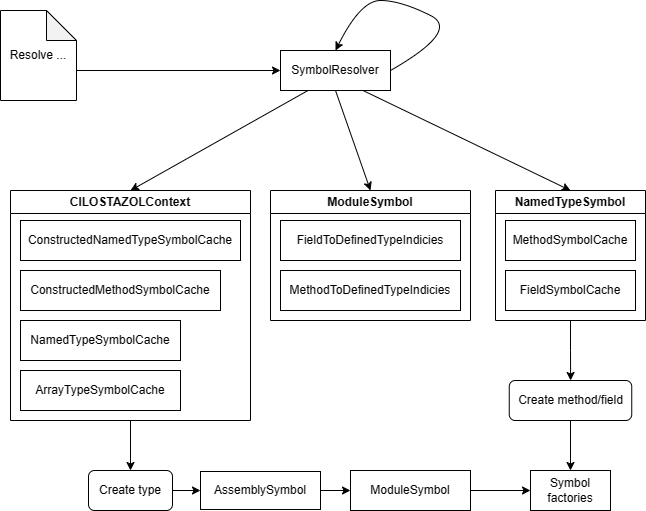 Resolve ...
SymbolResolver
CILOSTAZOLContext
ConstructedNamedTypeSymbolCache
ConstructedMethodSymbolCache
NamedTypeSymbolCache
ArrayTypeSymbolCache
ModuleSymbol
FieldToDefinedTypeIndicies
MethodToDefinedTypeIndicies
NamedTypeSymbol
MethodSymbolCache
FieldSymbolCache
Create method/field
Create type
AssemblySymbol
ModuleSymbol
Symbol
factories